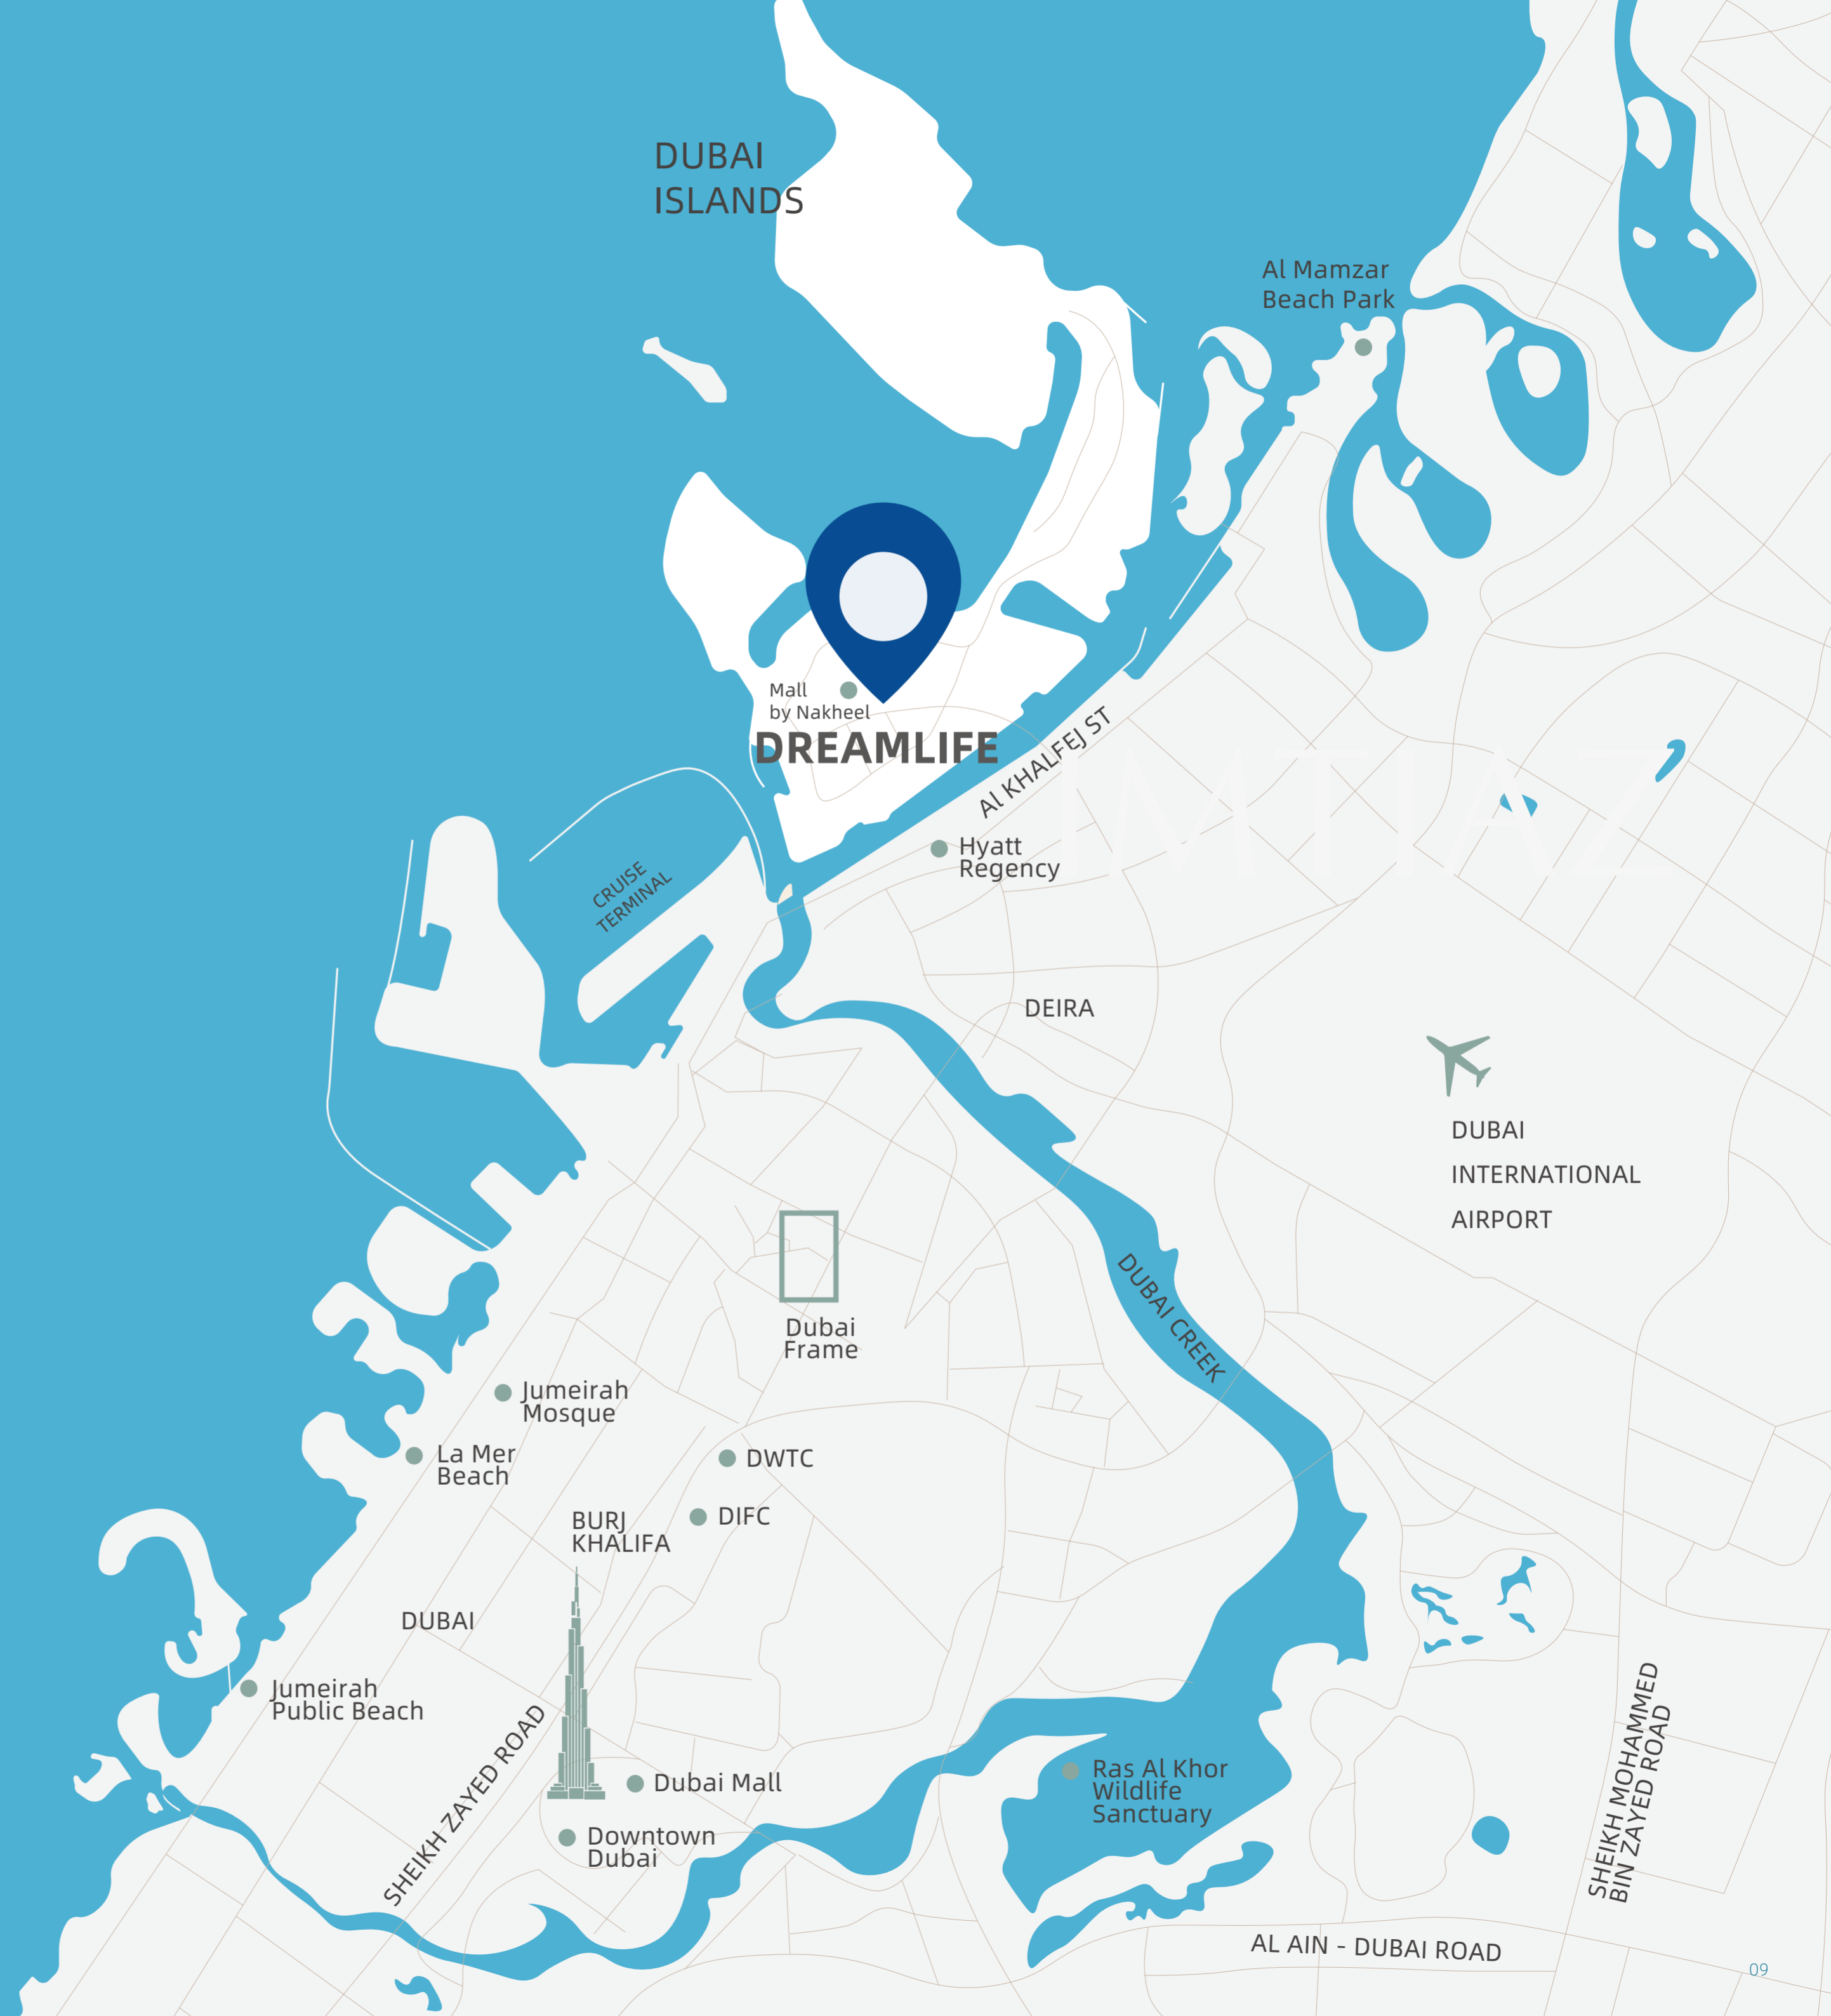 DUBAI
ISLANDS
Al Mamzar
Beach Park
Mall
by Nakheel
DREAMLIFE
Al KHALFEJ ST
IMTIAZ
Hyatt
Regency
CRUISE
TERMINAL
DEIRA
DUBAI
INTERNATIONAL
AIRPORT
DUBAI CREEK
Dubai
Frame
Jumeirah
Mosque
La Mer
Beach
DWTC
DIFC
BURJ
KHALIFA
DUBAI
Jumeirah
Public Beach
SHEIKH ZAYED ROAD
Dubai Mall
Downtown
Dubai
Ras Al Khor
Wildlife
Sanctuary
SHEIKH MOHAMMED
BIN ZAYED ROAD
AL AIN - DUBAI ROAD
09